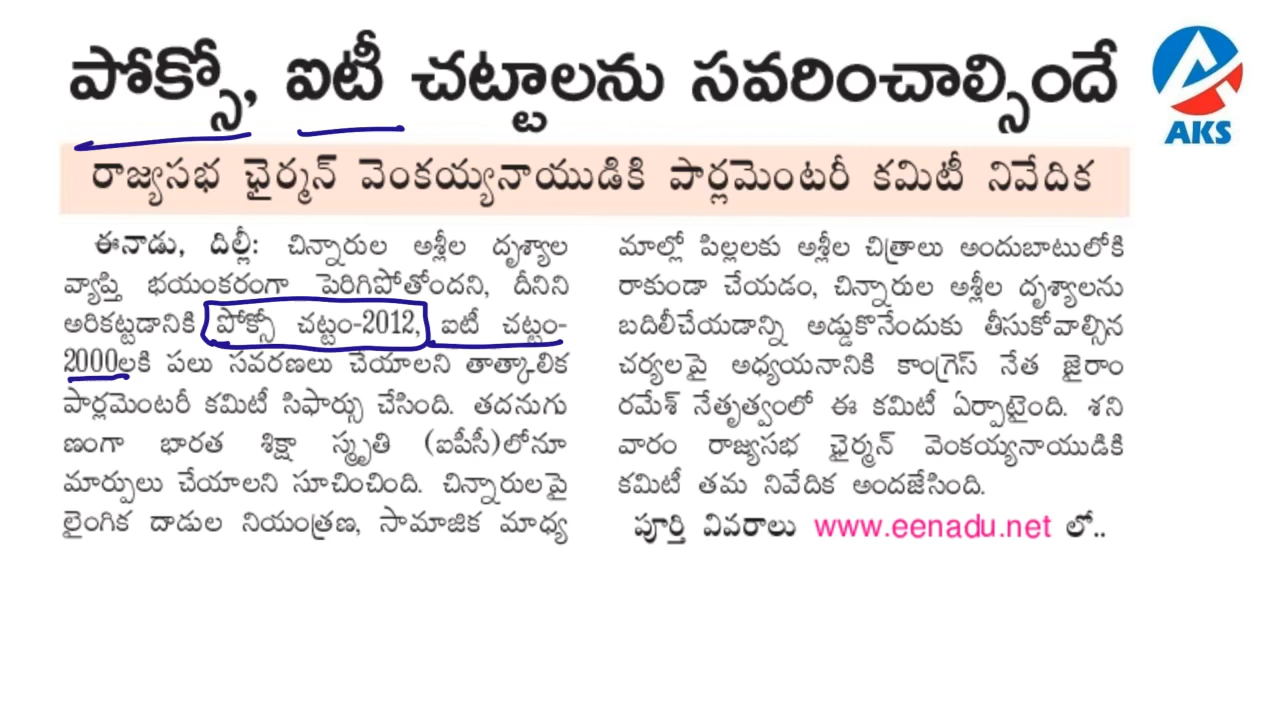 పోక్సో, ఐటీ చట్టాలను సవరించాల్సిందే
AKS
రాజ్యసభ ఛైర్మన్ వెంకయ్యనాయుడికి పార్లమెంటరీ కమిటీ నివేదిక
ఈనాడు, దిల్లీ: చిన్నారుల అశ్లీల దృశ్యాల
వ్యాప్తి భయంకరంగా పెరిగిపోతోందని, దీనిని
అరికట్టడానికి పోక్సో చట్టం-2012, ఐటీ చట్టం-
2000లకి పలు సవరణలు చేయాలని తాత్కాలిక
పార్లమెంటరీ కమిటీ సిఫార్సు చేసింది. తదనుగు
ణంగా భారత శిక్షా స్మృతి (ఐపీసీ)లోనూ
మార్పులు చేయాలని సూచించింది. చిన్నారులపై
లైంగిక దాడుల నియంత్రణ, సామాజిక మాధ్య
మాల్లో పిల్లలకు అశ్లీల చిత్రాలు అందుబాటులోకి
రాకుండా చేయడం, చిన్నారుల అశ్లీల దృశ్యాలను
బదిలీచేయడాన్ని అడ్డుకొనేందుకు తీసుకోవాల్సిన
చర్యలపై అధ్యయనానికి కాంగ్రెస్ నేత జైరాం
రమేశ్ నేతృత్వంలో ఈ కమిటీ ఏర్పాటైంది. శని
వారం రాజ్యసభ ఛైర్మన్ వెంకయ్యనాయుడికి
కమిటీ తమ నివేదిక అందజేసింది.
పూర్తి వివరాలు www.eenadu.net లో..